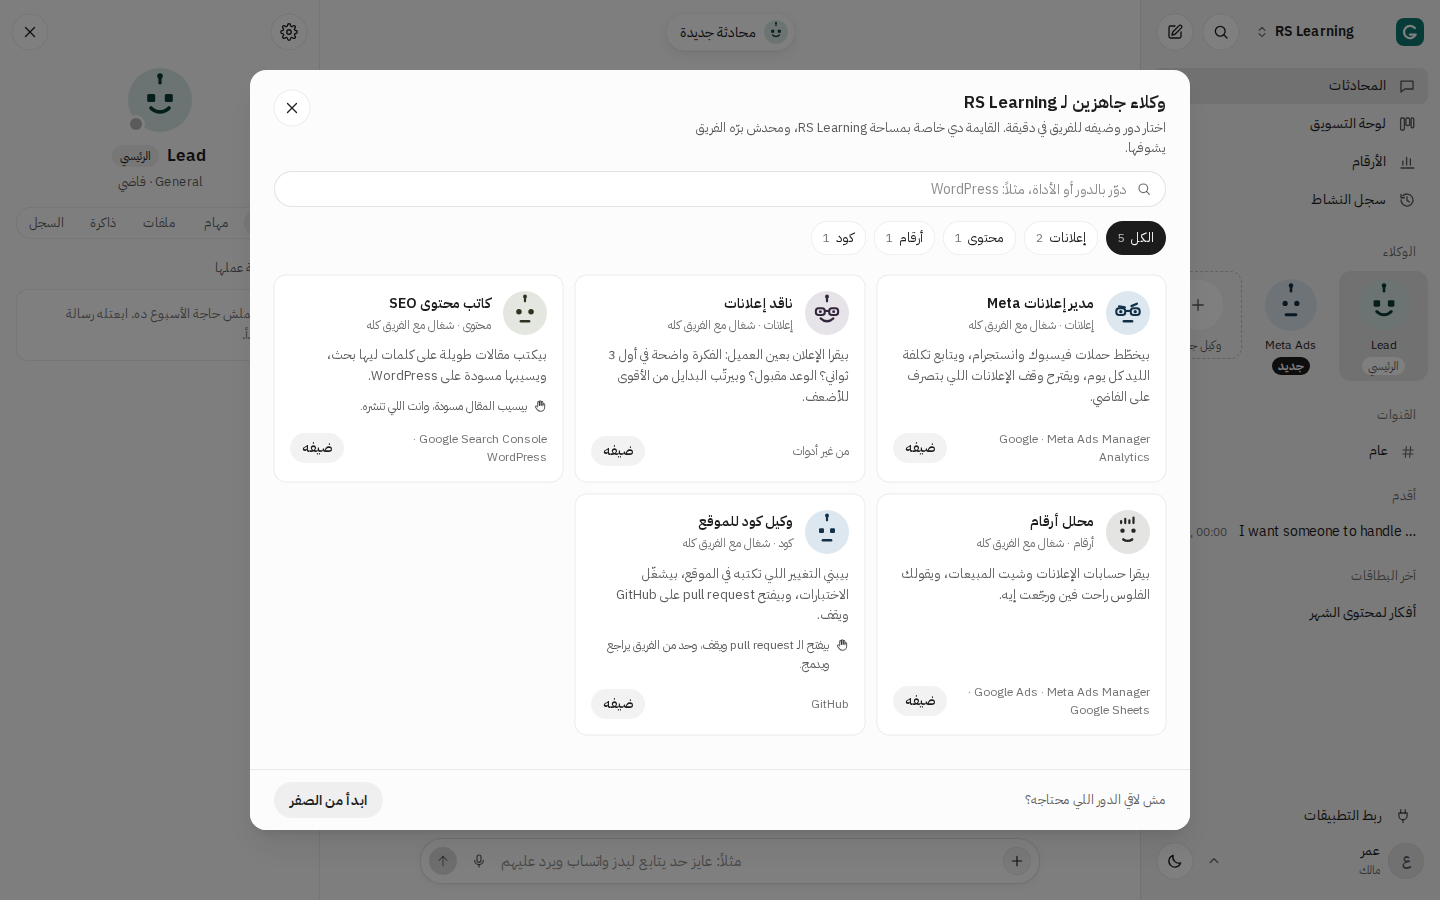 RS Learning
محادثة جديدة
المحادثات
لوحة التسويق
الأرقام
سجل النشاط
الوكلاء
Lead
الرئيسي
Meta Ads
جديد
القنوات
عام
أقدم
I want someone to handle ...
00:00
آخر البطاقات
أفكار لمحتوى الشهر
ربط التطبيقات
عمر
مالك
ع
وكلاء جاهزين لـ RS Learning
اختار دور وضيفه للفريق في دقيقة. القايمة دي خاصة بمساحة RS Learning، ومحدش برّه الفريق
يشوفها.
دوّر بالدور أو الأداة، مثلاً: WordPress
الكل 5
إعلانات 2
محتوى 1
أرقام 1
كود 1
مدير إعلانات Meta
إعلانات · شغال مع الفريق كله
بيخطّط حملات فيسبوك وانستجرام، ويتابع تكلفة
الليد كل يوم، ويقترح وقف الإعلانات اللي بتصرف
على الفاضي.
Google · Meta Ads Manager
Analytics
ضيفه
ناقد إعلانات
إعلانات · شغال مع الفريق كله
بيقرا الإعلان بعين العميل: الفكرة واضحة في أول 3
ثواني؟ الوعد مقبول؟ وبيرتّب البدايل من الأقوى
للأضعف.
من غير أدوات
ضيفه
كاتب محتوى SEO
محتوى · شغال مع الفريق كله
بيكتب مقالات طويلة على كلمات ليها بحث،
ويسيبها مسودة على WordPress.
بيسيب المقال مسودة، وانت اللي تنشره.
· Google Search Console
WordPress
ضيفه
محلل أرقام
أرقام · شغال مع الفريق كله
بيقرا حسابات الإعلانات وشيت المبيعات، ويقولك
الفلوس راحت فين ورجّعت إيه.
· Google Ads · Meta Ads Manager
Google Sheets
ضيفه
وكيل كود للموقع
كود · شغال مع الفريق كله
بيبني التغيير اللي تكتبه في الموقع، بيشغّل
الاختبارات، وبيفتح pull request على GitHub
ويقف.
بيفتح الـ pull request ويقف، وحد من الفريق يراجع
ويدمج.
GitHub
ضيفه
مش لاقي الدور اللي محتاجه؟
ابدأ من الصفر
مثلاً: عايز حد يتابع ليدز واتساب ويرد عليهم
Lead
الرئيسي
General · فاضي
مهام
ملفات
ذاكرة
السجل
حاجة الأسبوع ده. ابعتله رسالة